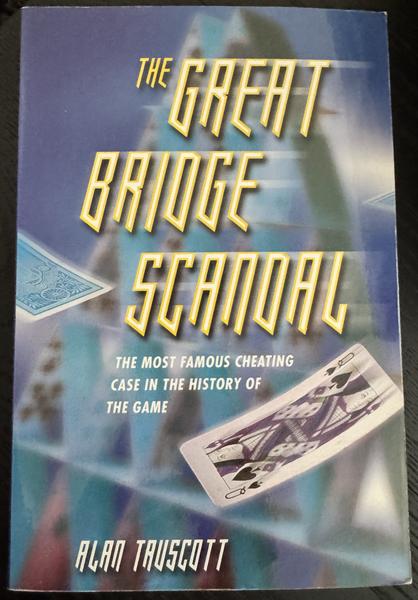 THE GREAT
BRIDGE
SCANDAL
THE MOST FAMOUS CHEATING
CASE IN THE HISTORY OF
THE GAME
Q
Q
ALAN TRUSCOTT